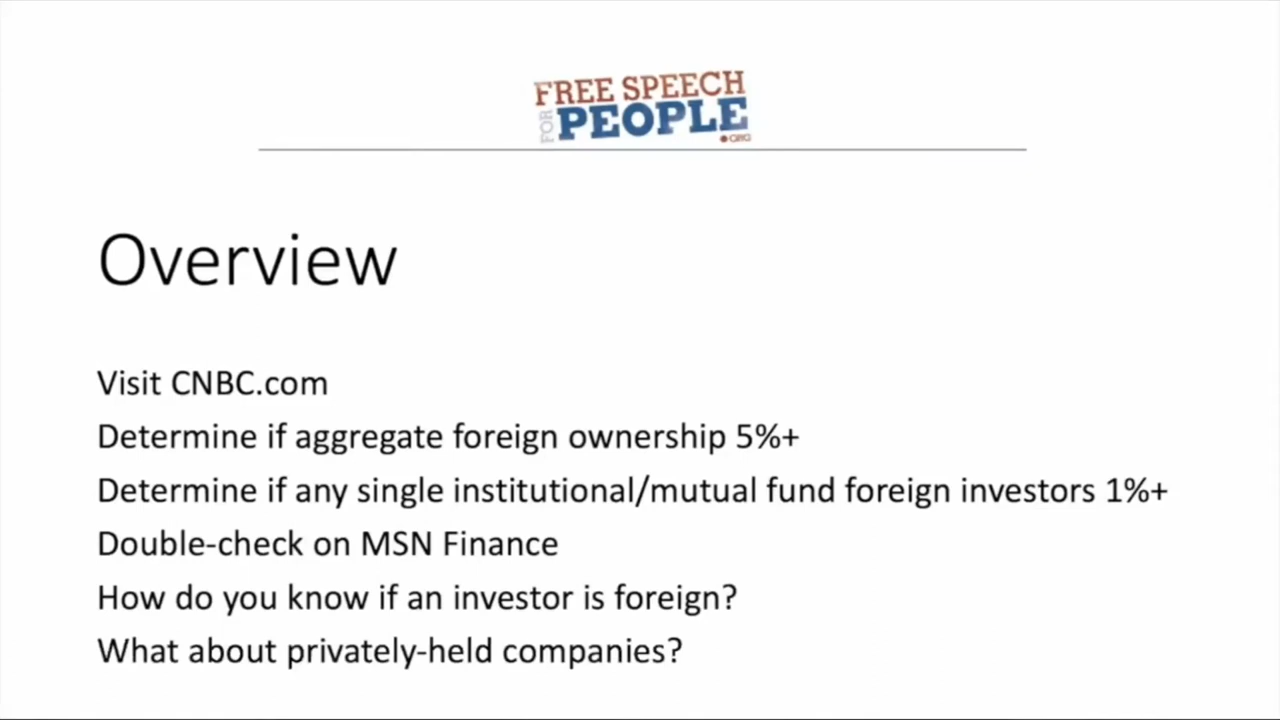 FREE SPEECH
FOR
PEOPLE
.ORG
Overview
Visit CNBC.com
Determine if aggregate foreign ownership 5%+
Determine if any single institutional/mutual fund foreign investors 1%+
Double-check on MSN Finance
How do you know if an investor is foreign?
What about privately-held companies?